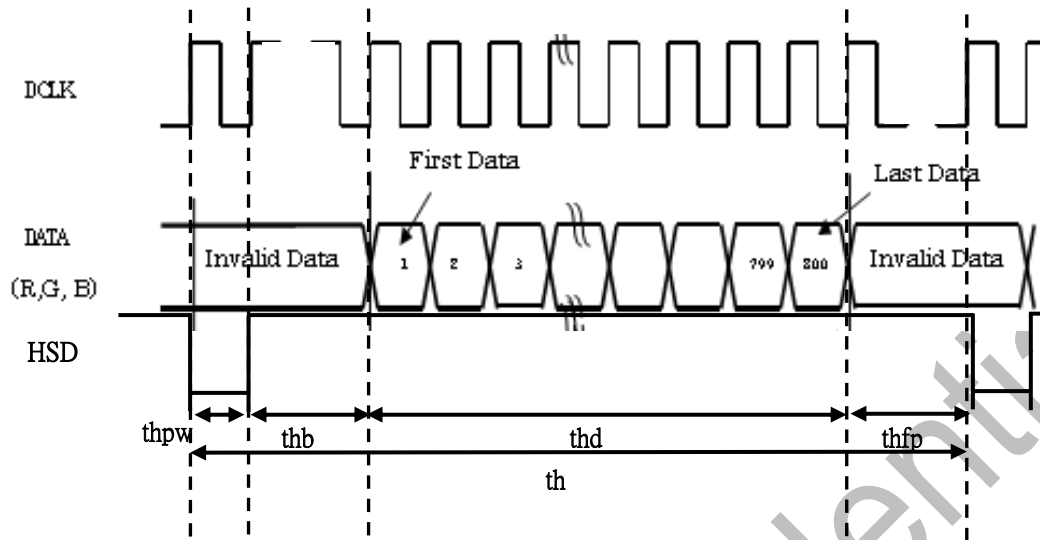 DCLK
First Data
Last Data
DATA
(R,G, B)
Invalid Data
1
2
3
799
800
Invalid Data
HSD
thpw
thb
thd
thfp
th